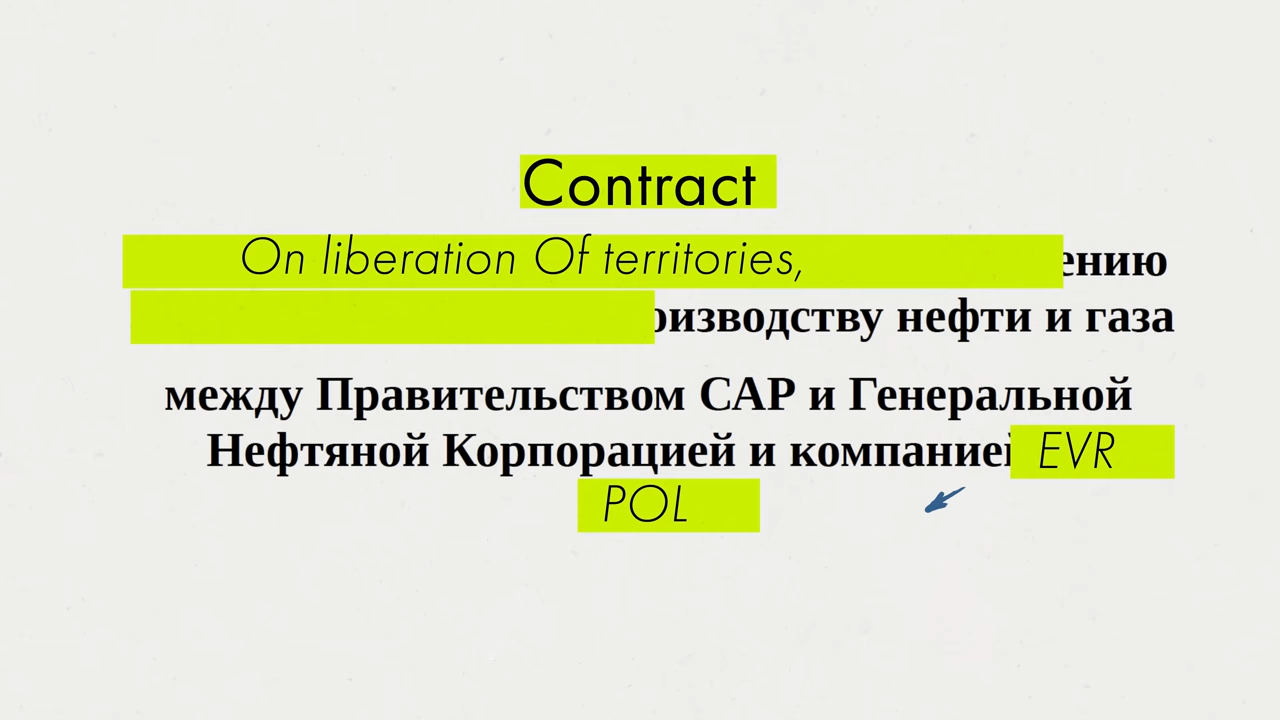 Contract
On liberation Of territories, ению
оизводству нефти и газа
между Правительством САР и Генеральной
Нефтяной Корпорацией и компанией EVR
POL